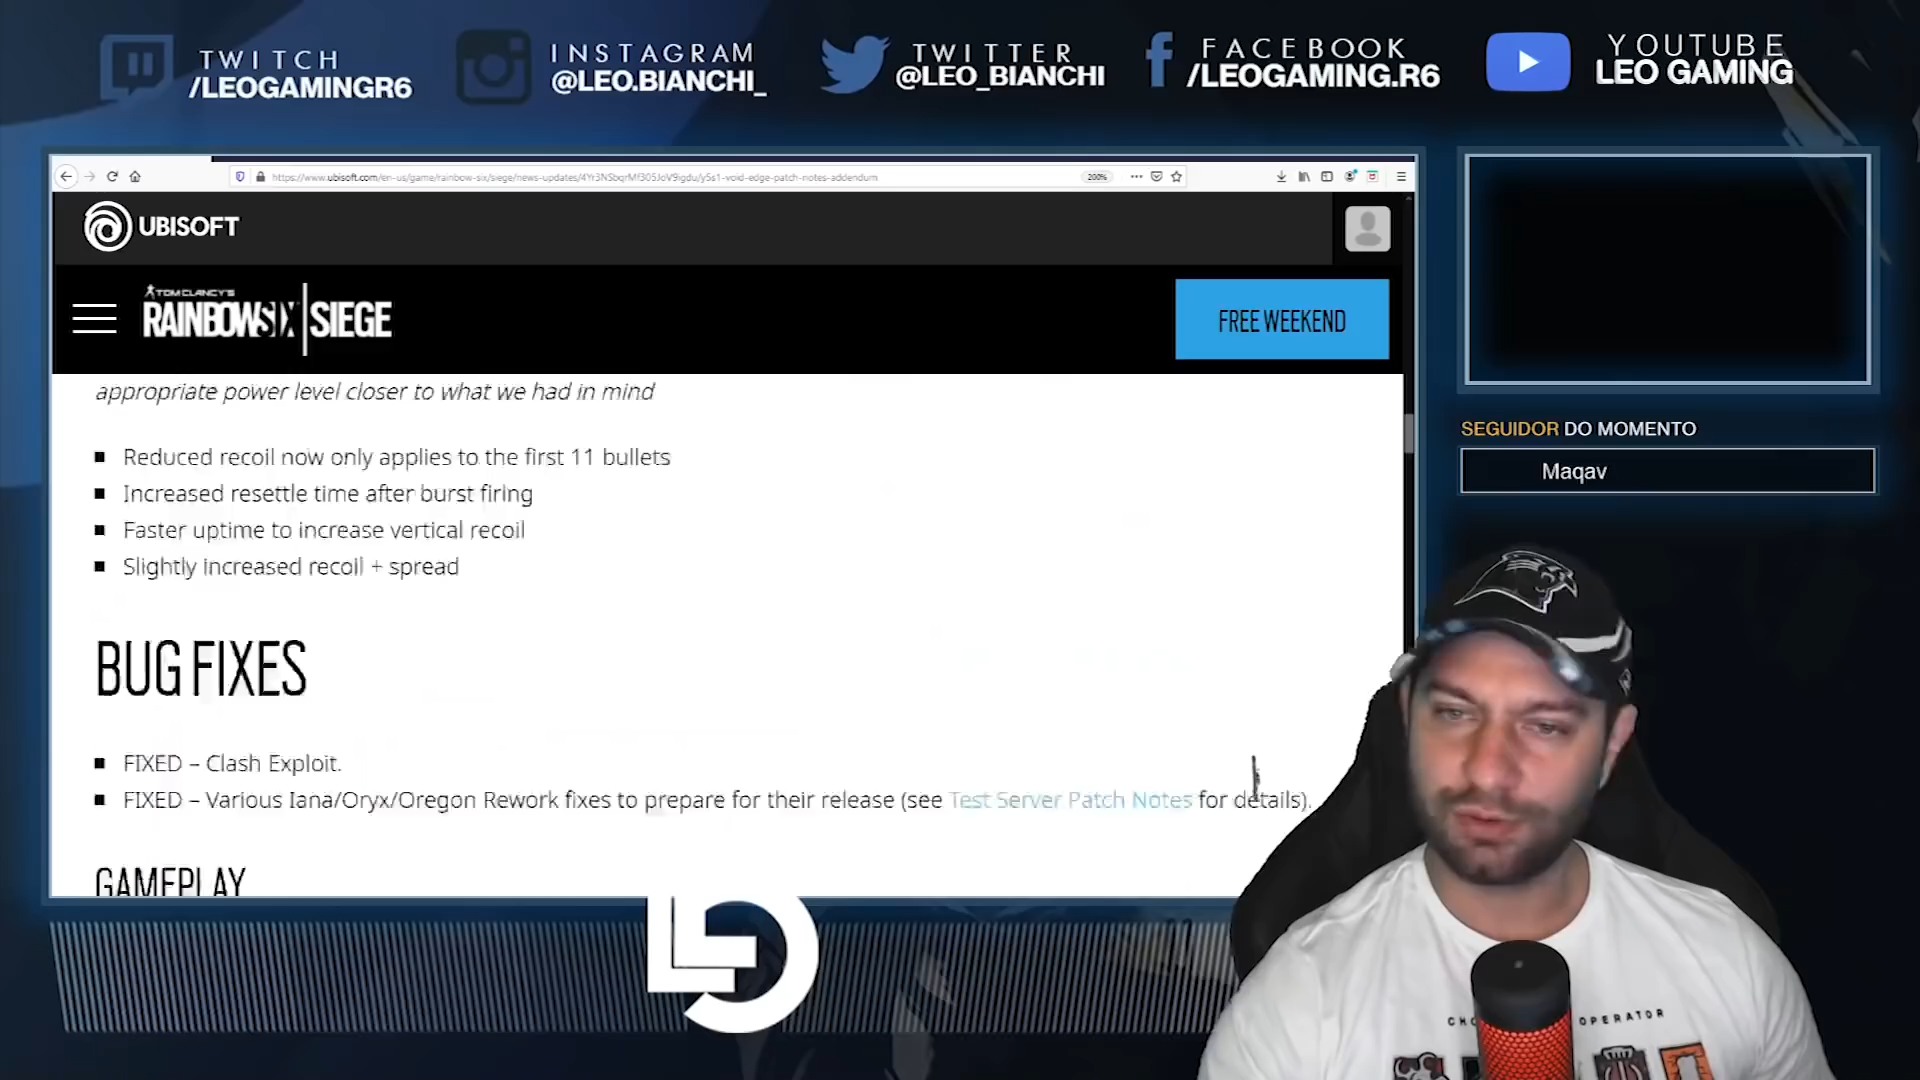 TWITCH
/LEOGAMINGR6
INSTAGRAM
@LEO.BIANCHI_
TWITTER
@LEO_BIANCHI
FACEBOOK
/LEOGAMING.R6
YOUTUBE
LEO GAMING
200%
UBISOFT
TOM CLANCY'S
RAINBOWSIX SIEGE
FREE WEEKEND
appropriate power level closer to what we had in mind
Reduced recoil now only applies to the first 11 bullets
Increased resettle time after burst firing
Faster uptime to increase vertical recoil
Slightly increased recoil + spread
BUG FIXES
FIXED – Clash Exploit.
FIXED – Various Iana/Oryx/Oregon Rework fixes to prepare for their release (see Test Server Patch Notes for details).
GAMEPLAY
SEGUIDOR DO MOMENTO
Maqav
OPERATOR